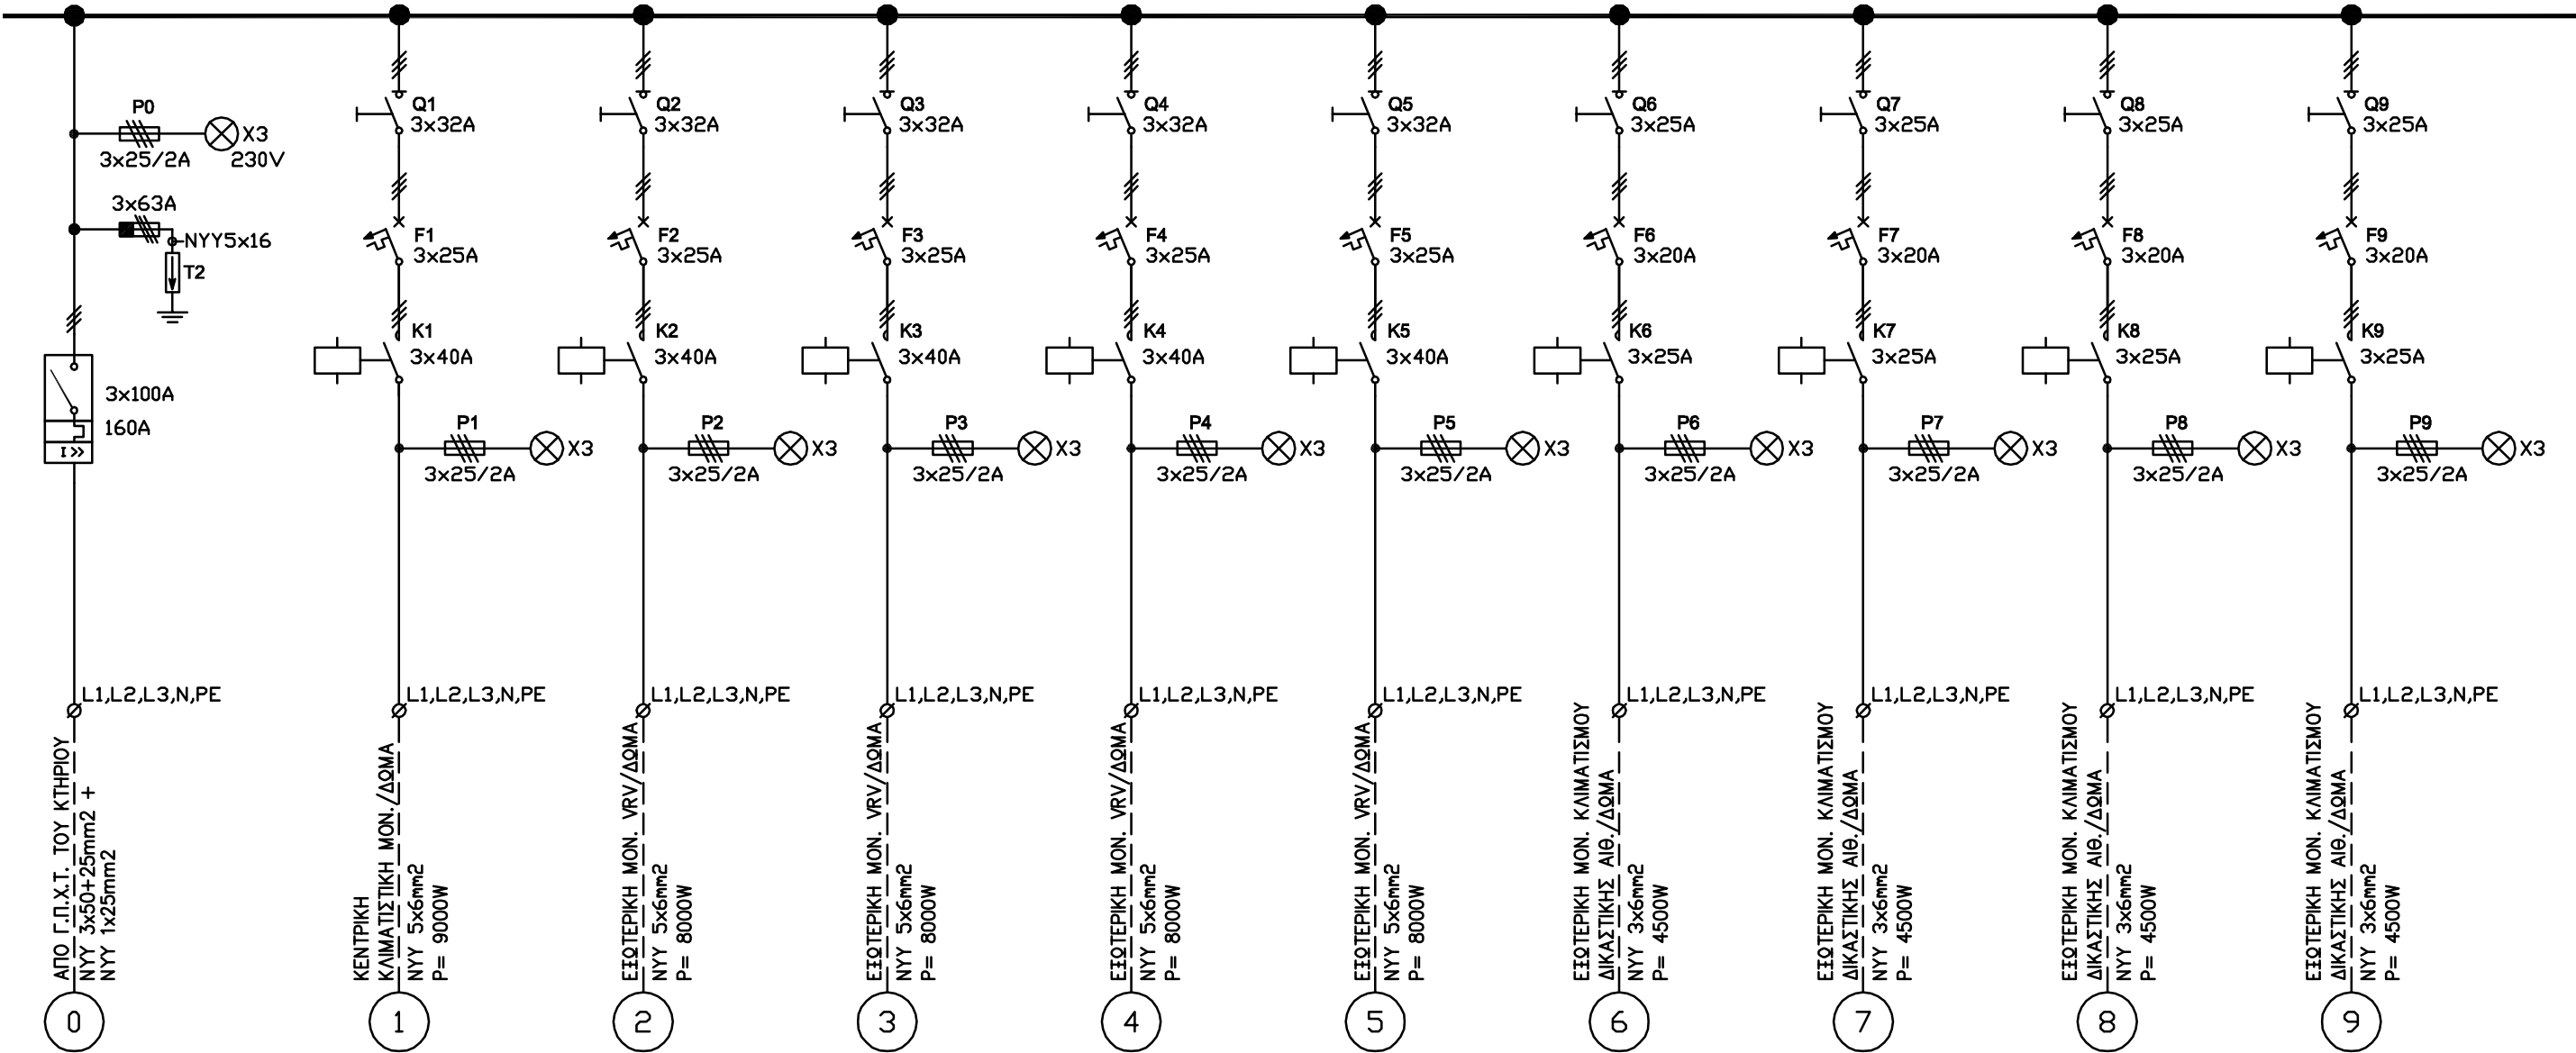 P0
X3
3x25/2A
230V
3x63A
NYY5x16
T2
3x100A
160A
I >>
L1,L2,L3,N,PE
ΑΠΟ Γ.Π.Χ.Τ. ΤΟΥ ΚΤΗΡΙΟΥ
NYY 3x50+25mm2 +
NYY 1x25mm2
0
Q1
3x32A
F1
3x25A
K1
3x40A
P1
X3
3x25/2A
L1,L2,L3,N,PE
ΚΕΝΤΡΙΚΗ
ΚΛΙΜΑΤΙΣΤΙΚΗ ΜΟΝ./ΔΩΜΑ
NYY 5x6mm2
P= 9000W
1
Q2
3x32A
F2
3x25A
K2
3x40A
P2
X3
3x25/2A
L1,L2,L3,N,PE
ΕΞΩΤΕΡΙΚΗ ΜΟΝ. VRV/ΔΩΜΑ
NYY 5x6mm2
P= 8000W
2
Q3
3x32A
F3
3x25A
K3
3x40A
P3
X3
3x25/2A
L1,L2,L3,N,PE
ΕΞΩΤΕΡΙΚΗ ΜΟΝ. VRV/ΔΩΜΑ
NYY 5x6mm2
P= 8000W
3
Q4
3x32A
F4
3x25A
K4
3x40A
P4
X3
3x25/2A
L1,L2,L3,N,PE
ΕΞΩΤΕΡΙΚΗ ΜΟΝ. VRV/ΔΩΜΑ
NYY 5x6mm2
P= 8000W
4
Q5
3x32A
F5
3x25A
K5
3x40A
P5
X3
3x25/2A
L1,L2,L3,N,PE
ΕΞΩΤΕΡΙΚΗ ΜΟΝ. VRV/ΔΩΜΑ
NYY 5x6mm2
P= 8000W
5
Q6
3x25A
F6
3x20A
K6
3x25A
P6
X3
3x25/2A
L1,L2,L3,N,PE
ΕΞΩΤΕΡΙΚΗ ΜΟΝ. ΚΛΙΜΑΤΙΣΜΟΥ
ΔΙΚΑΣΤΙΚΗΣ ΑΙΘ./ΔΩΜΑ
NYY 3x6mm2
P= 4500W
6
Q7
3x25A
F7
3x20A
K7
3x25A
P7
X3
3x25/2A
L1,L2,L3,N,PE
ΕΞΩΤΕΡΙΚΗ ΜΟΝ. ΚΛΙΜΑΤΙΣΜΟΥ
ΔΙΚΑΣΤΙΚΗΣ ΑΙΘ./ΔΩΜΑ
NYY 3x6mm2
P= 4500W
7
Q8
3x25A
F8
3x20A
K8
3x25A
P8
X3
3x25/2A
L1,L2,L3,N,PE
ΕΞΩΤΕΡΙΚΗ ΜΟΝ. ΚΛΙΜΑΤΙΣΜΟΥ
ΔΙΚΑΣΤΙΚΗΣ ΑΙΘ./ΔΩΜΑ
NYY 3x6mm2
P= 4500W
8
Q9
3x25A
F9
3x20A
K9
3x25A
P9
X3
3x25/2A
L1,L2,L3,N,PE
ΕΞΩΤΕΡΙΚΗ ΜΟΝ. ΚΛΙΜΑΤΙΣΜΟΥ
ΔΙΚΑΣΤΙΚΗΣ ΑΙΘ./ΔΩΜΑ
NYY 3x6mm2
P= 4500W
9